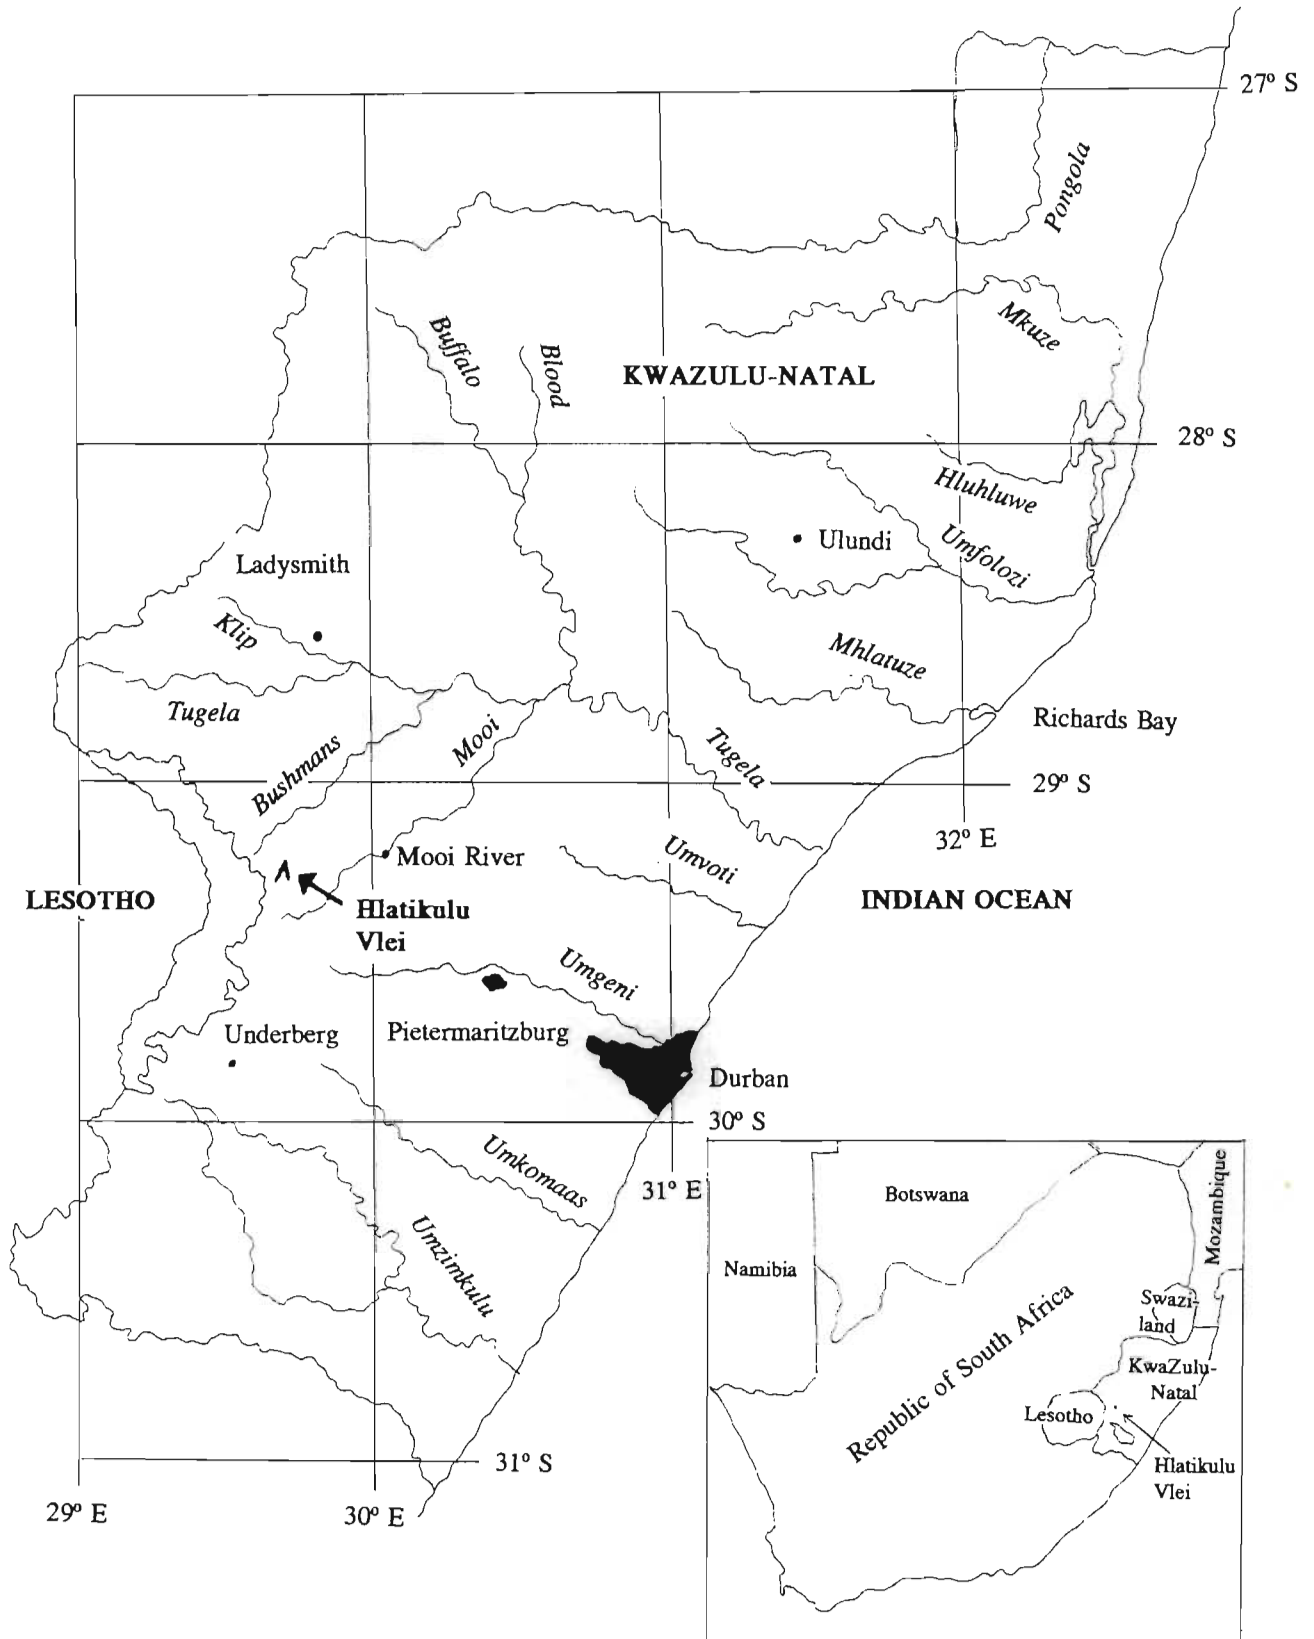 27° S
Pongola
Mkuze
Buffalo
Blood
KWAZULU-NATAL
28° S
Hluhluwe
Ulundi
Umfolozi
Ladysmith
Klip
Mhlatuze
Tugela
Richards Bay
Mooi
Tugela
Bushmans
29° S
32° E
Mooi River
Umvoti
LESOTHO
INDIAN OCEAN
Hlatikulu
Vlei
Umgeni
Underberg
Pietermaritzburg
Durban
30° S
Umkomaas
31° E
Umzimkulu
31° S
29° E
30° E
Botswana
Mozambique
Namibia
Swazi-
land
Republic of South Africa
KwaZulu-
Natal
Lesotho
Hlatikulu
Vlei